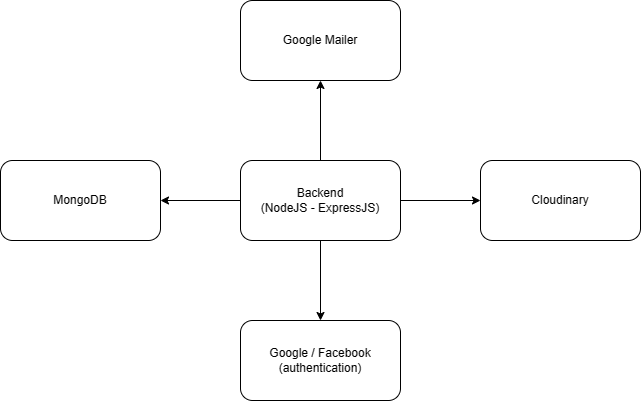 Google Mailer
MongoDB
Backend
(NodeJS - ExpressJS)
Cloudinary
Google / Facebook
(authentication)